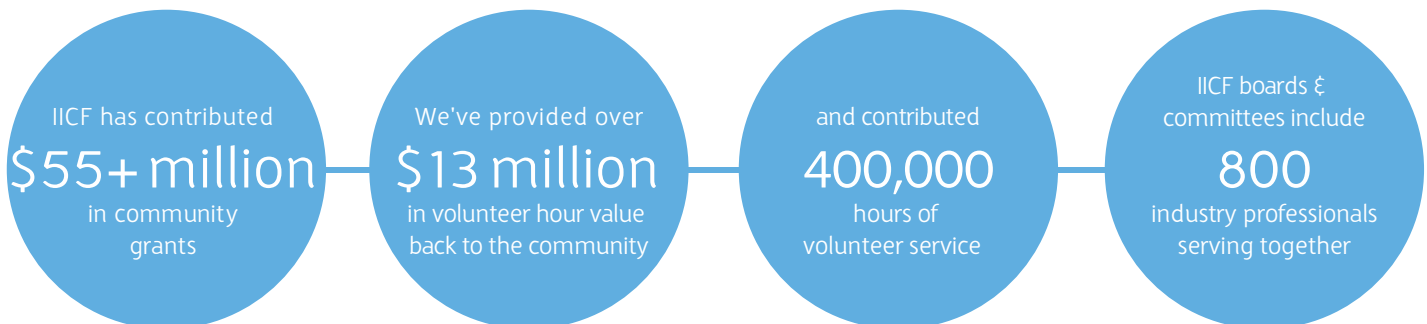 IICF has contributed
$55+ million
in community
grants
We've provided over
$13 million
in volunteer hour value
back to the community
and contributed
400,000
hours of
volunteer service
IICF boards &
committees include
800
industry professionals
serving together